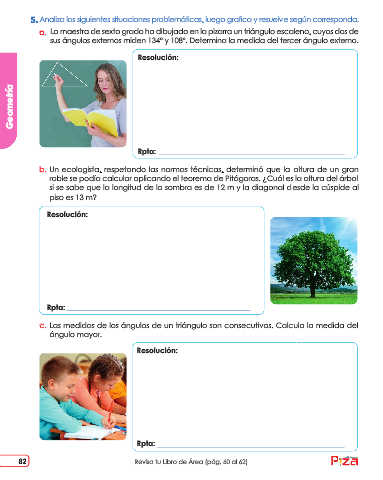 5. Analiza las siguientes situaciones problemáticas, luego grafica y resuelve según corresponda.
a. La maestra de sexto grado ha dibujado en la pizarra un triángulo escaleno, cuyos dos de
sus ángulos externos miden 134° y 108°. Determina la medida del tercer ángulo externo.
Geometría
Resolución:
Rpta:
b. Un ecologista, respetando las normas técnicas, determinó que la altura de un gran
roble se podía calcular aplicando el teorema de Pitágoras. ¿Cuál es la altura del árbol
si se sabe que la longitud de la sombra es de 12 m y la diagonal desde la cúspide al
piso es 13 m?
Resolución:
Rpta:
c. Las medidas de los ángulos de un triángulo son consecutivas. Calcula la medida del
ángulo mayor.
Resolución:
Rpta:
82
Revisa tu Libro de Área (pág. 60 al 62)
PIZA